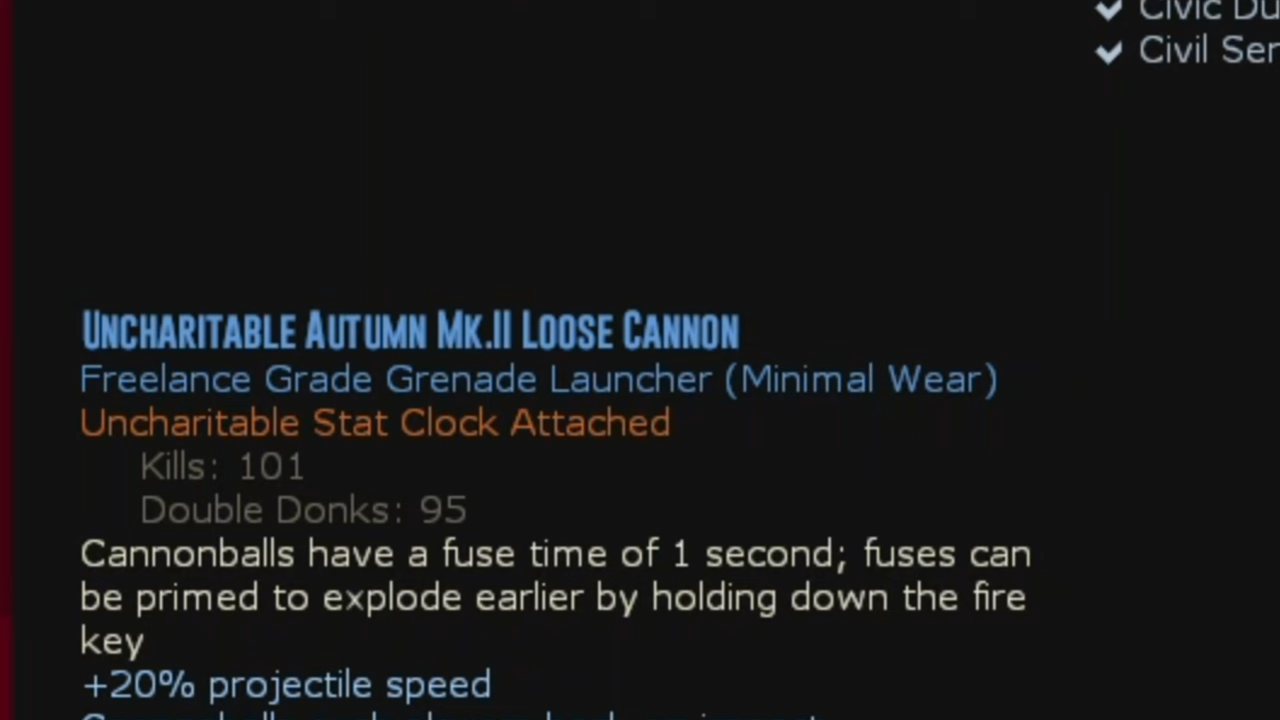 Civic Du
Civil Ser
Uncharitable Autumn Mk.II Loose Cannon
Freelance Grade Grenade Launcher (Minimal Wear)
Uncharitable Stat Clock Attached
Kills: 101
Double Donks: 95
Cannonballs have a fuse time of 1 second; fuses can
be primed to explode earlier by holding down the fire
key
+20% projectile speed